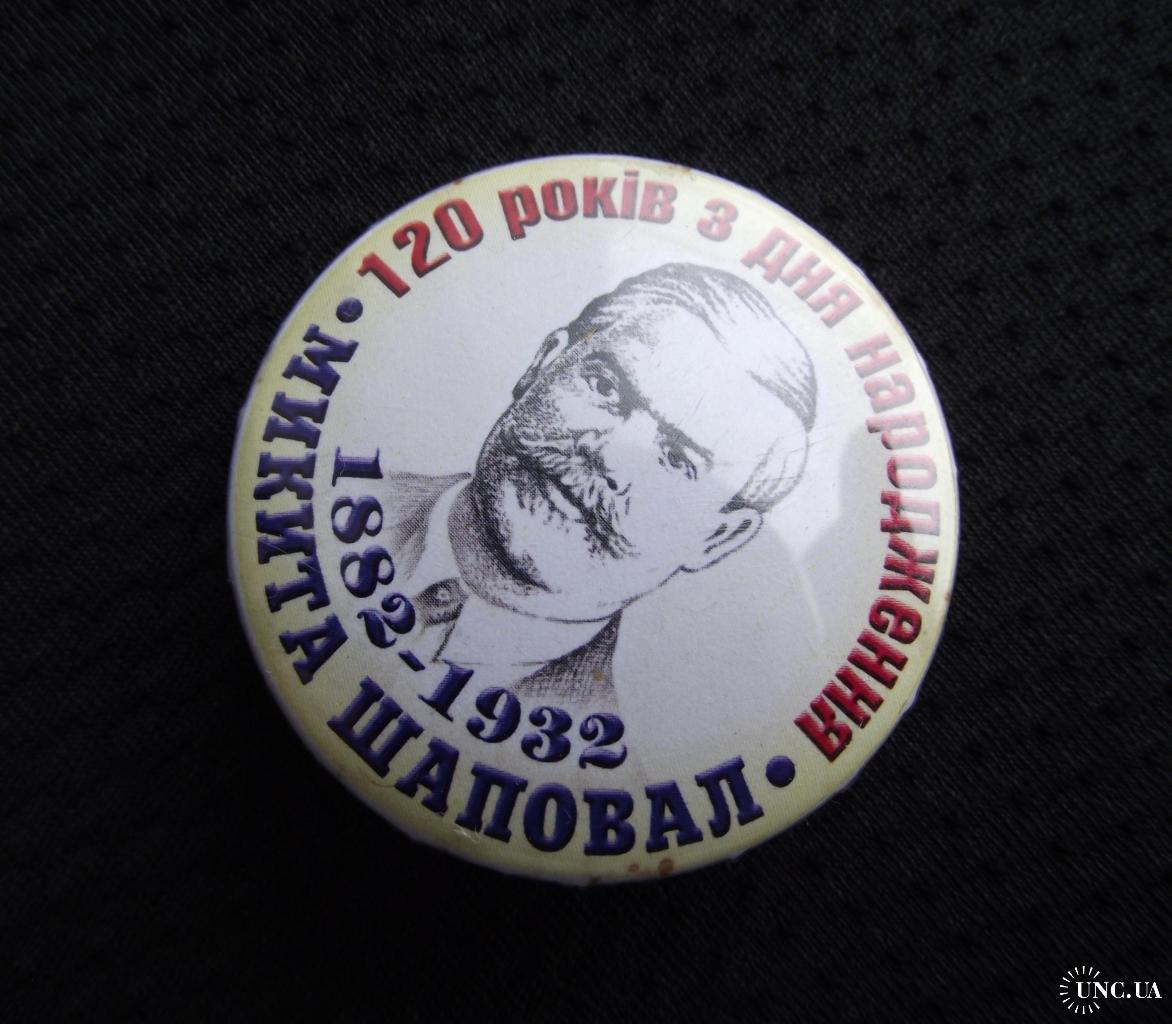 120 років з дня народження
1882-1932
МИКИТА ШАПОВАЛ
UNC.UA